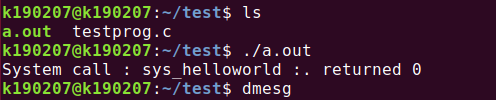 k190207@k190207:~/test$ ls
a.out  testprog.c
k190207@k190207:~/test$ ./a.out
System call : sys_helloworld :. returned 0
k190207@k190207:~/test$ dmesg